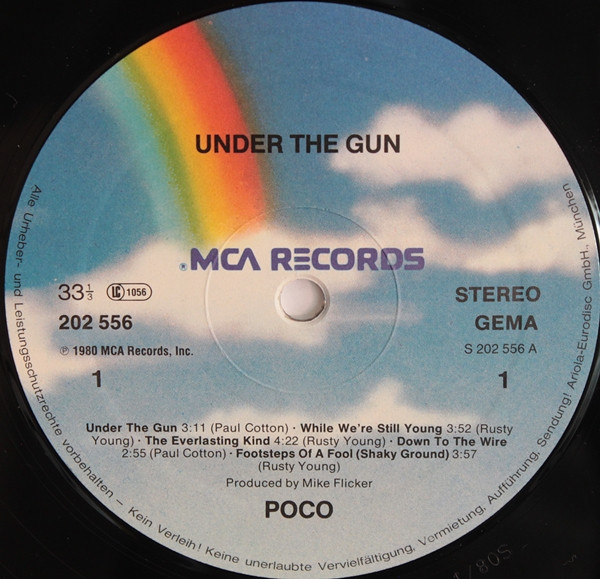 UNDER THE GUN
® MCA RECORDS
33⅓ LC 1056
STEREO
202 556
GEMA
℗ 1980 MCA Records, Inc.
S 202 556 A
1
1
Under The Gun 3:11 (Paul Cotton) · While We're Still Young 3:52 (Rusty
Young) · The Everlasting Kind 4:22 (Rusty Young) · Down To The Wire
2:55 (Paul Cotton) · Footsteps Of A Fool (Shaky Ground) 3:57
(Rusty Young)
Produced by Mike Flicker
POCO
Alle Urheber- und Leistungsschutzrechte vorbehalten – Kein Verleih! Keine unerlaubte Vervielfältigung, Vermietung, Aufführung, Sendung! Ariola-Eurodisc GmbH., München